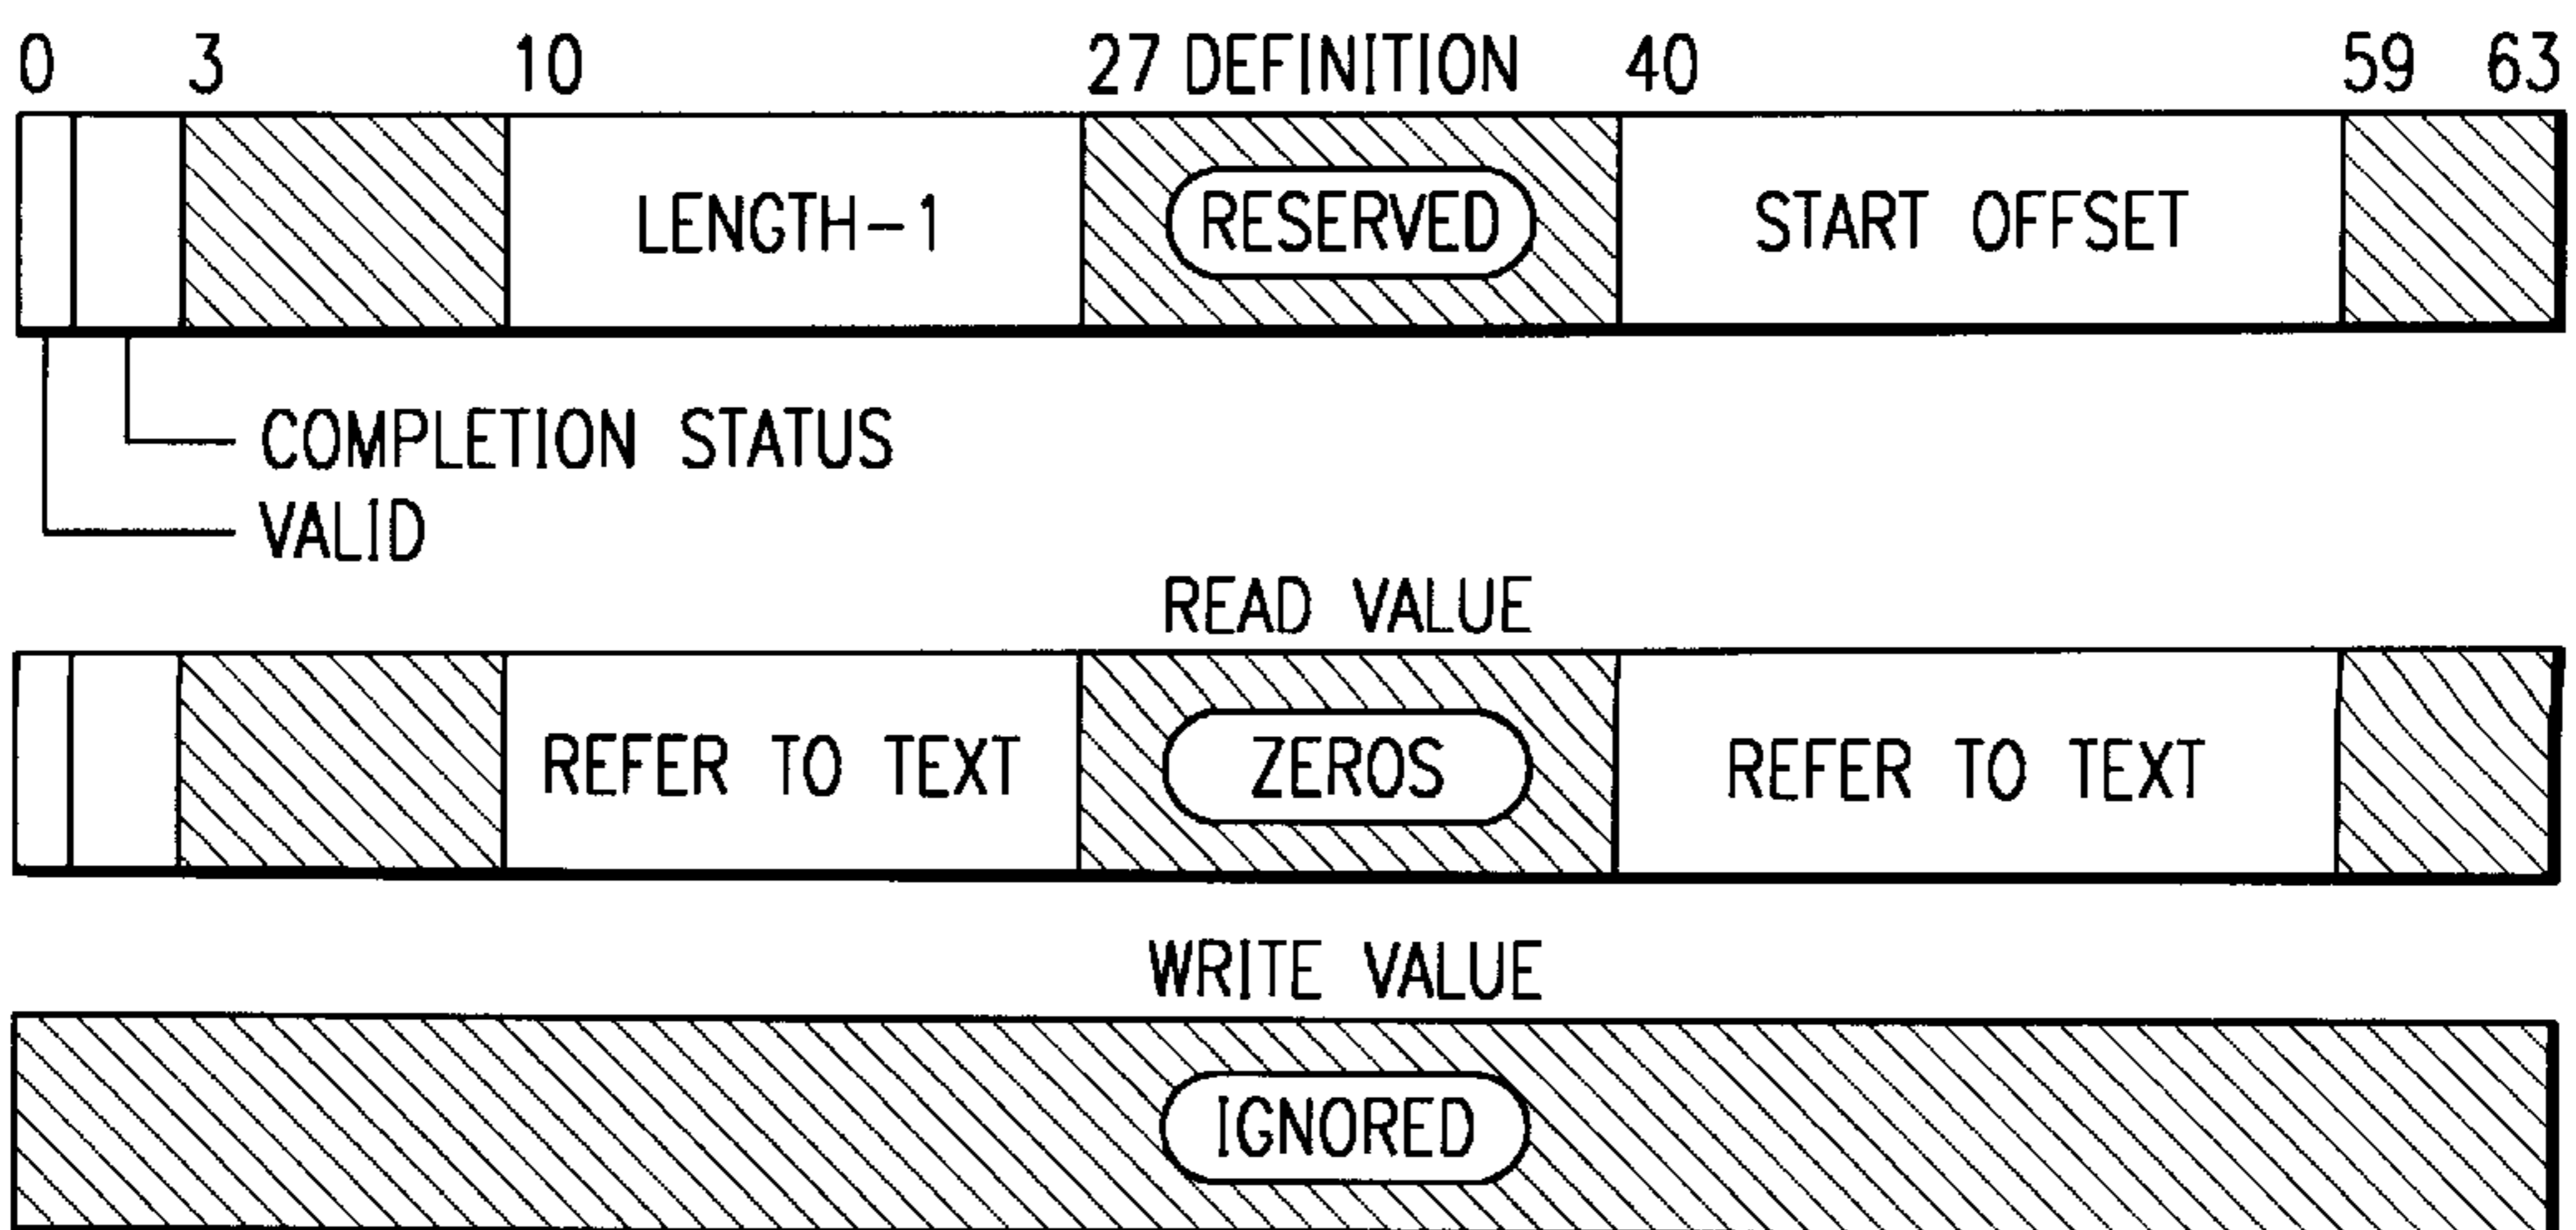 0 3 10 27 DEFINITION 40 59 63
LENGTH-1 RESERVED START OFFSET
COMPLETION STATUS
VALID
READ VALUE
REFER TO TEXT ZEROS REFER TO TEXT
WRITE VALUE
IGNORED